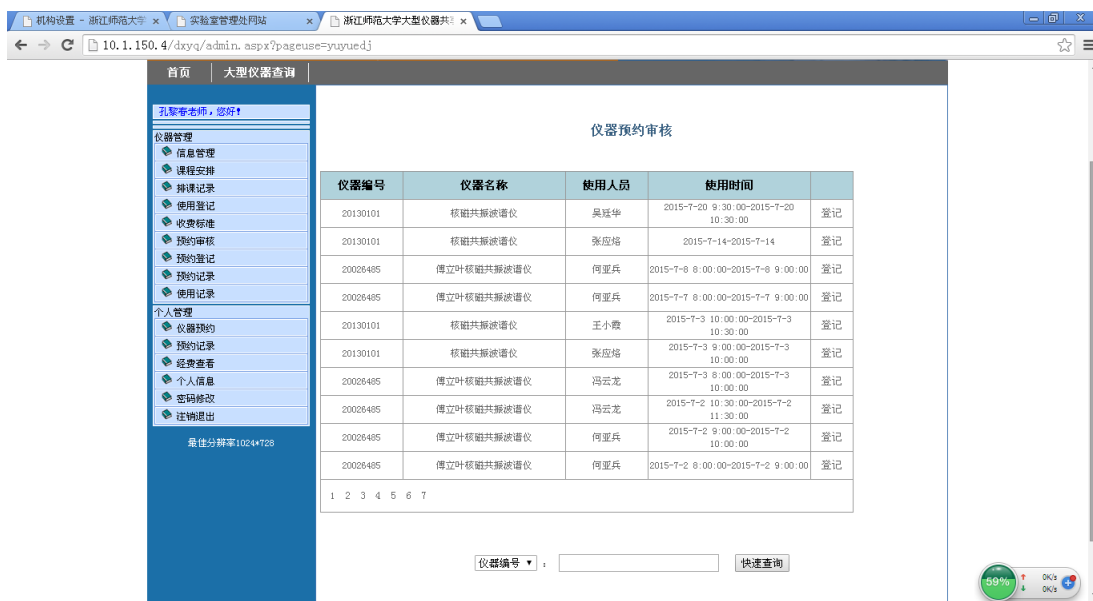 机构设置 - 浙江师范大学 × 实验室管理处网站 × 浙江师范大学大型仪器共享 ×
10.1.150.4/dxyq/admin.aspx?pageuse=yuyuedj
首页 大型仪器查询
孔黎春老师，您好!
仪器管理
信息管理
课程安排
排课记录
使用登记
收费标准
预约审核
预约登记
预约记录
使用记录
个人管理
仪器预约
预约记录
经费查看
个人信息
密码修改
注销退出
最佳分辨率1024*728
仪器预约审核
仪器编号 仪器名称 使用人员 使用时间
20130101 核磁共振波谱仪 吴廷华 2015-7-20 9:30:00-2015-7-20
10:30:00 登记
20130101 核磁共振波谱仪 张应焰 2015-7-14-2015-7-14 登记
20026485 傅立叶核磁共振波谱仪 何亚兵 2015-7-8 8:00:00-2015-7-8 9:00:00 登记
20026485 傅立叶核磁共振波谱仪 何亚兵 2015-7-7 8:00:00-2015-7-7 9:00:00 登记
20130101 核磁共振波谱仪 王小霞 2015-7-3 10:00:00-2015-7-3
10:30:00 登记
20130101 核磁共振波谱仪 张应焰 2015-7-3 9:00:00-2015-7-3
10:00:00 登记
20026485 傅立叶核磁共振波谱仪 冯云龙 2015-7-3 8:00:00-2015-7-3
10:00:00 登记
20026485 傅立叶核磁共振波谱仪 冯云龙 2015-7-2 10:30:00-2015-7-2
11:30:00 登记
20026485 傅立叶核磁共振波谱仪 何亚兵 2015-7-2 9:00:00-2015-7-2
10:00:00 登记
20026485 傅立叶核磁共振波谱仪 何亚兵 2015-7-2 8:00:00-2015-7-2 9:00:00 登记
1 2 3 4 5 6 7
仪器编号 ： 快速查询
59% 0K/s
0K/s